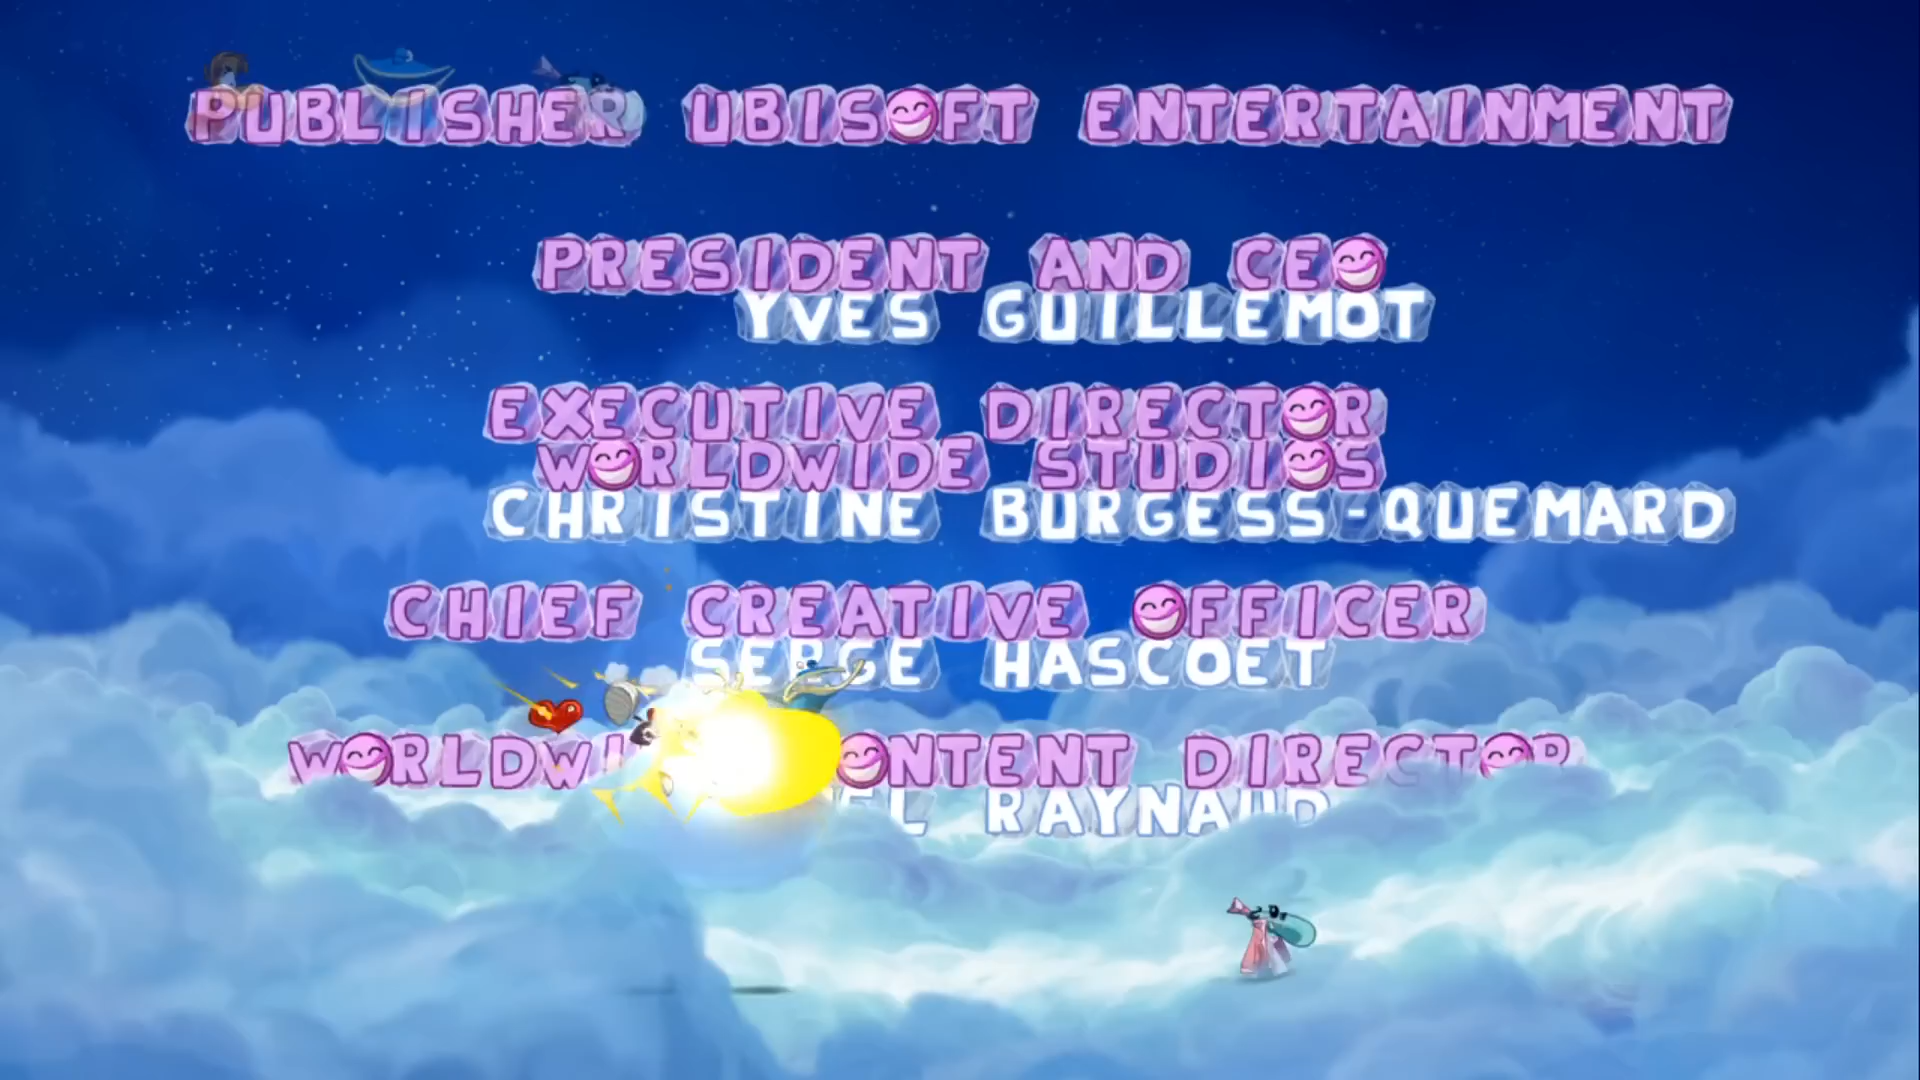 PUBLISHER UBISOFT ENTERTAINMENT
PRESIDENT AND CEO
YVES GUILLEMOT
EXECUTIVE DIRECTOR
WORLDWIDE STUDIOS
CHRISTINE BURGESS-QUEMARD
CHIEF CREATIVE OFFICER
SERGE HASCOET
CONTENT DIRECTOR
RAYNAUD